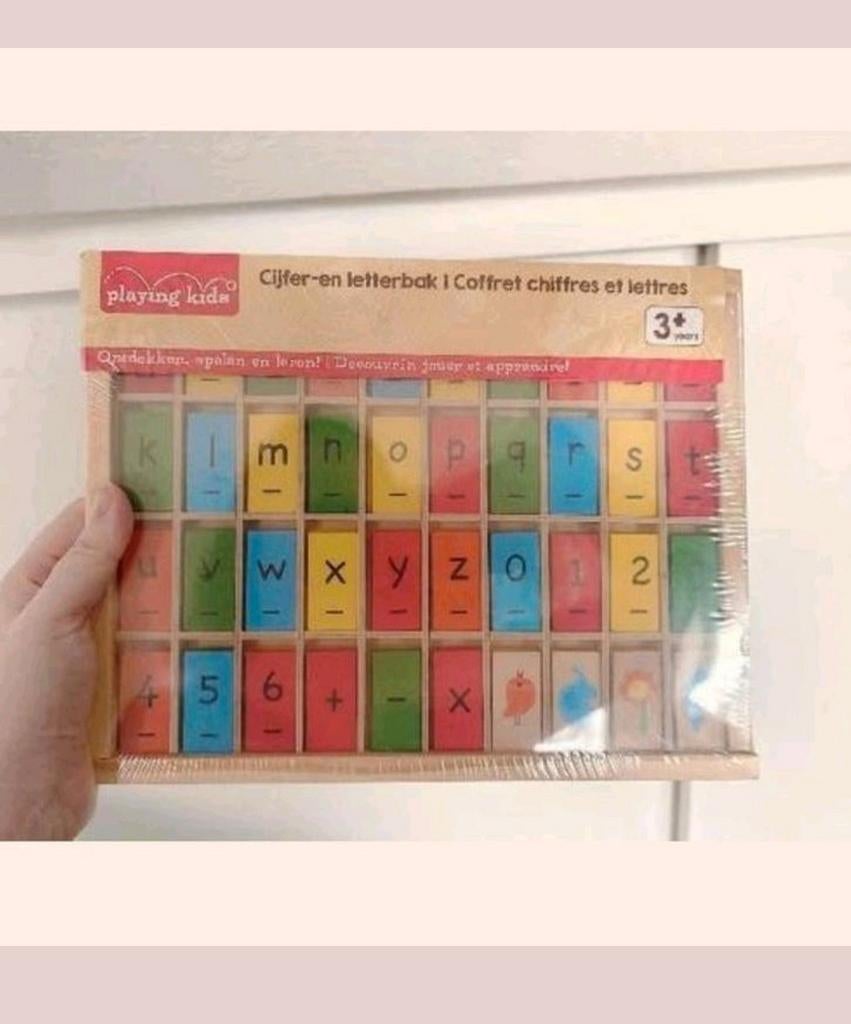 playing kids
Cijfer-en letterbak | Coffret chiffres et lettres
3+
years
Ontdekken, spelen en leren! | Découvrir, jouer et apprendre!
k l m n o p q r s t
u v w x y z 0 1 2
4 5 6 + - x